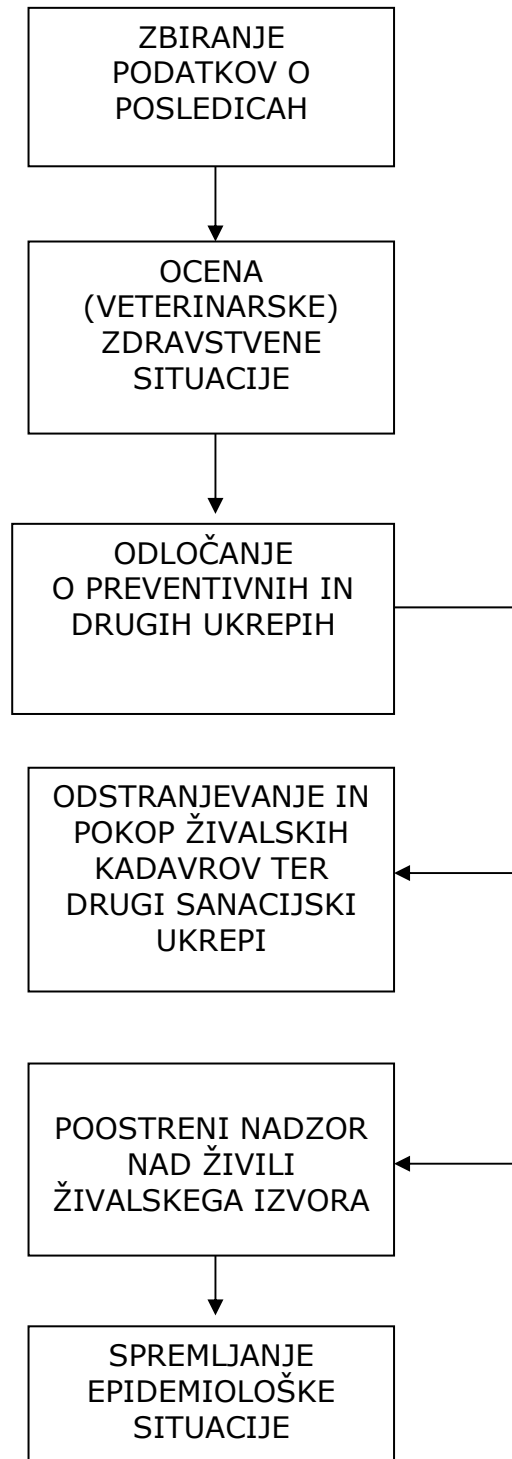 ZBIRANJE
PODATKOV O
POSLEDICAH
OCENA
(VETERINARSKE)
ZDRAVSTVENE
SITUACIJE
ODLOČANJE
O PREVENTIVNIH IN
DRUGIH UKREPIH
ODSTRANJEVANJE IN
POKOP ŽIVALSKIH
KADAVROV TER
DRUGI SANACIJSKI
UKREPI
POOSTRENI NADZOR
NAD ŽIVILI
ŽIVALSKEGA IZVORA
SPREMLJANJE
EPIDEMIOLOŠKE
SITUACIJE